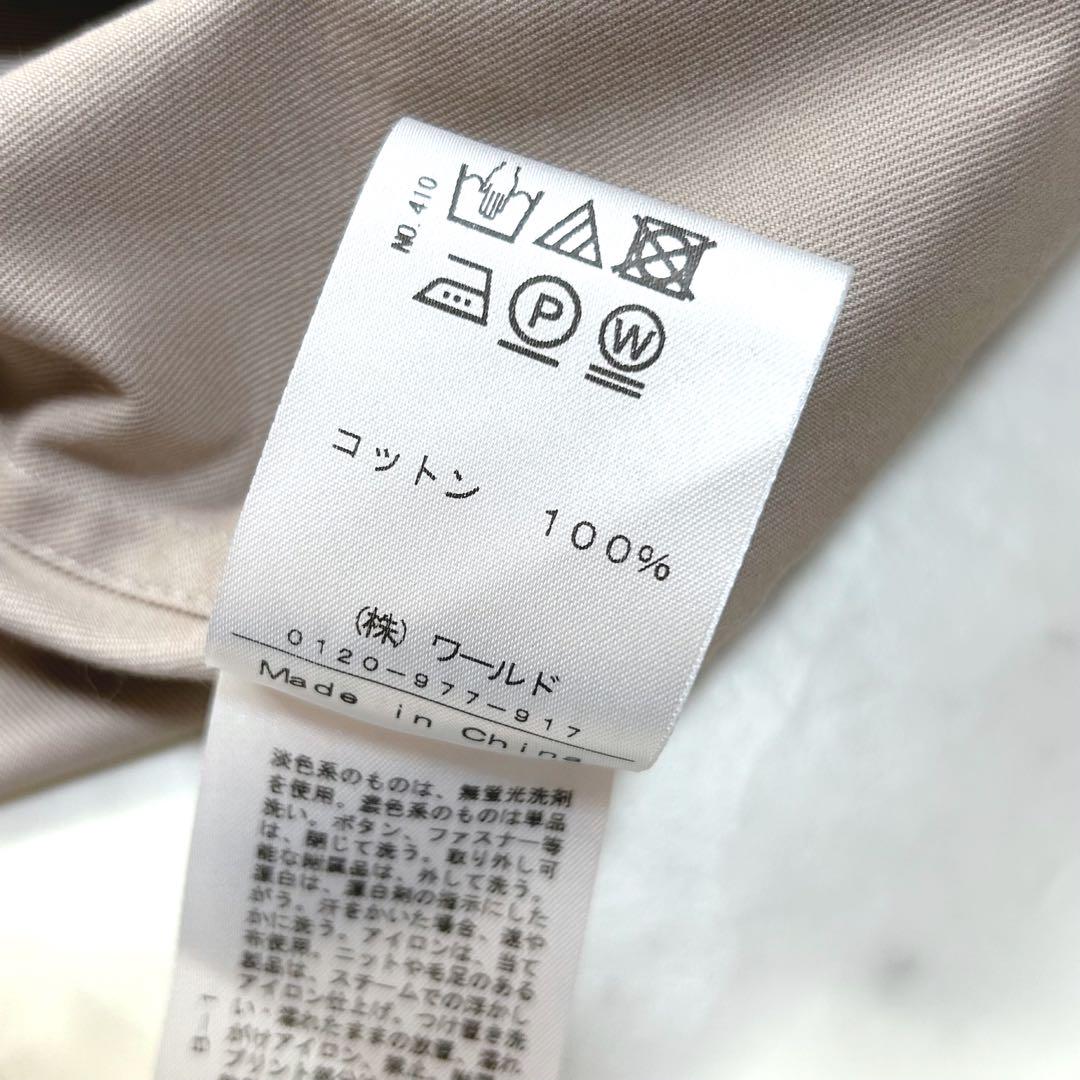 NO. 410
P
W
コットン 100%
(株) ワールド
0120-977-917
Made in China
淡色系のものは、無蛍光洗剤
を使用。濃色系のものは単品
洗い。ボタン、ファスナー等
は、閉じて洗う。取り外し可
能な附属品は、外して洗う。
漂白は、漂白剤の指示にした
がう。汗をかいた場合、速や
かに洗う。アイロンは、当て
布使用。ニットや毛足のある
製品は、スチームでの浮かし
アイロン仕上げ。つけ置き洗
い・濡れたままの放置、濡れ
がけアイロン、禁止。
プリント部分